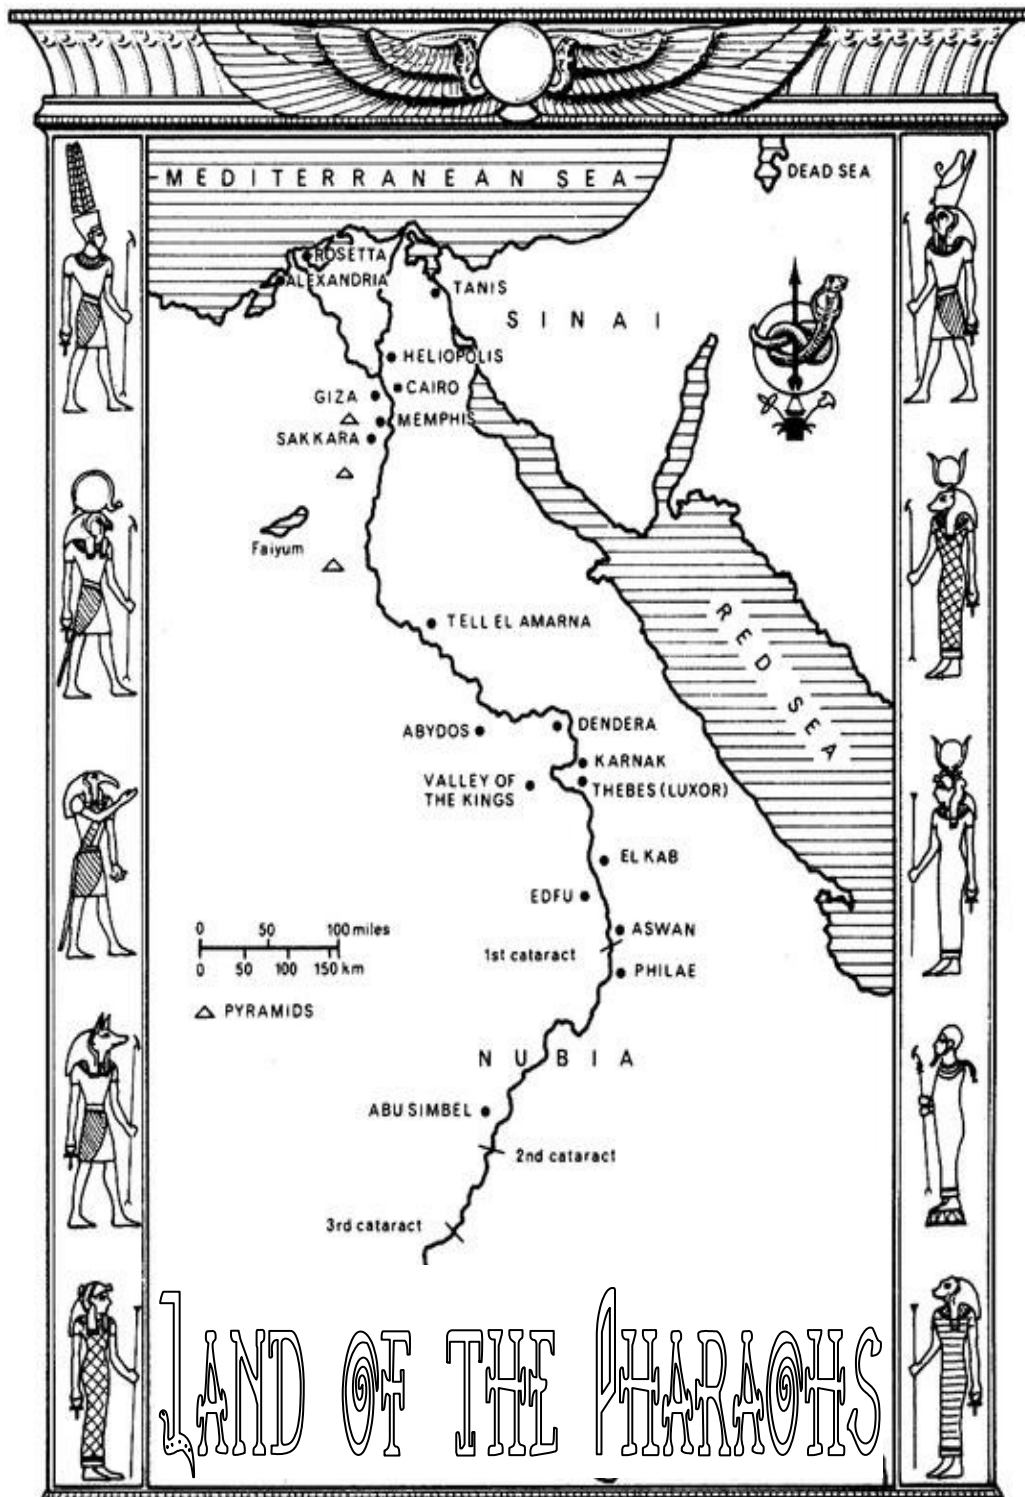 MEDITERRANEAN SEA
DEAD SEA
ROSETTA
ALEXANDRIA
TANIS
SINAI
HELIOPOLIS
CAIRO
GIZA
MEMPHIS
SAKKARA
Faiyum
TELL EL AMARNA
RED SEA
ABYDOS
DENDERA
KARNAK
VALLEY OF
THE KINGS
THEBES (LUXOR)
EL KAB
EDFU
ASWAN
1st cataract
PHILAE
0 50 100 miles
0 50 100 150 km
PYRAMIDS
NUBIA
ABU SIMBEL
2nd cataract
3rd cataract
LAND OF THE PHARAOHS